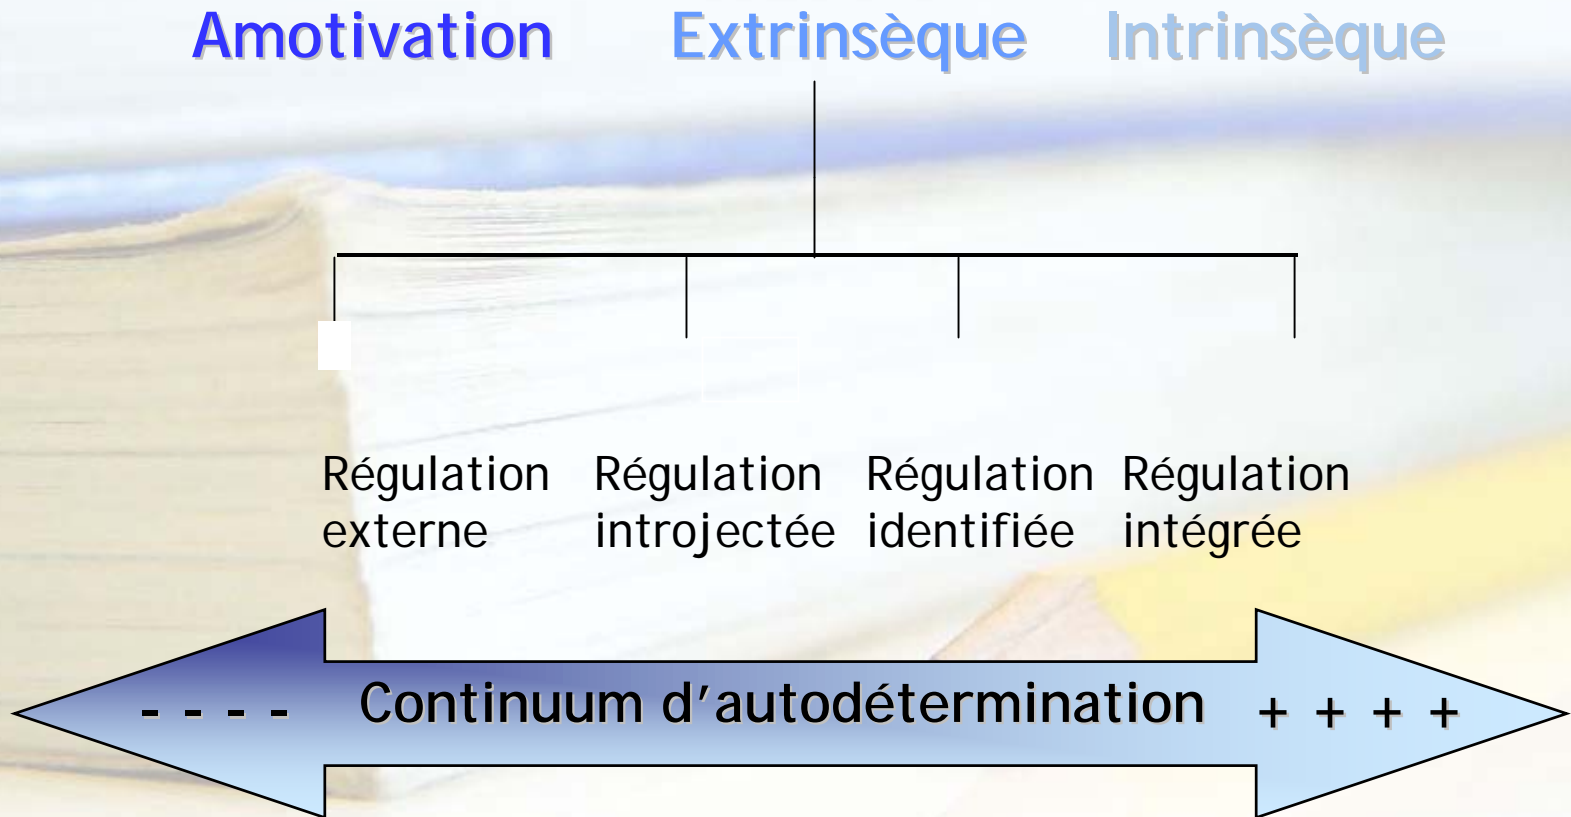 Amotivation Extrinsèque Intrinsèque
Régulation externe
Régulation introjectée
Régulation identifiée
Régulation intégrée
- - - - Continuum d’autodétermination + + + +